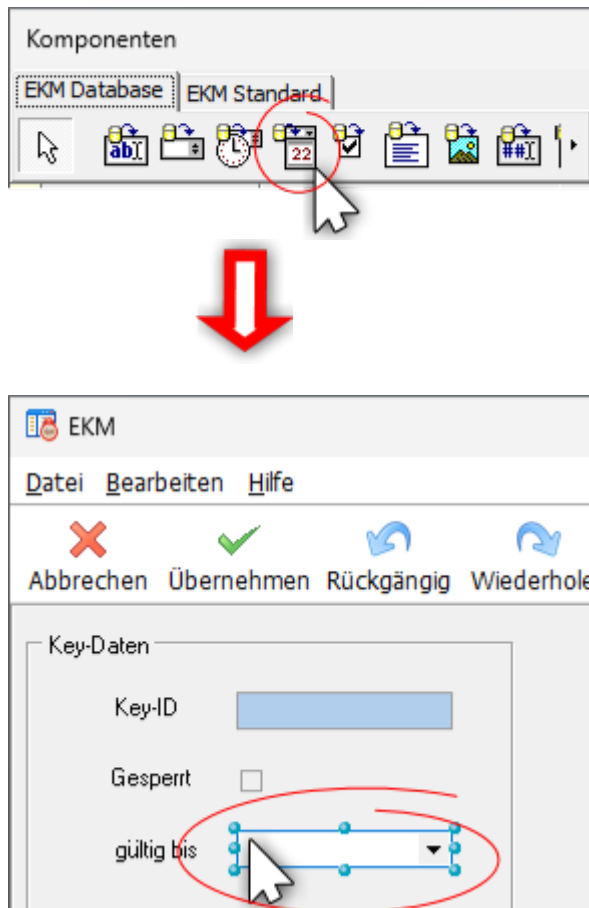 Komponenten
EKM Database EKM Standard
abI 22 ##I
EKM
Datei Bearbeiten Hilfe
Abbrechen Übernehmen Rückgängig Wiederhole
Key-Daten
Key-ID
Gesperrt
gültig bis